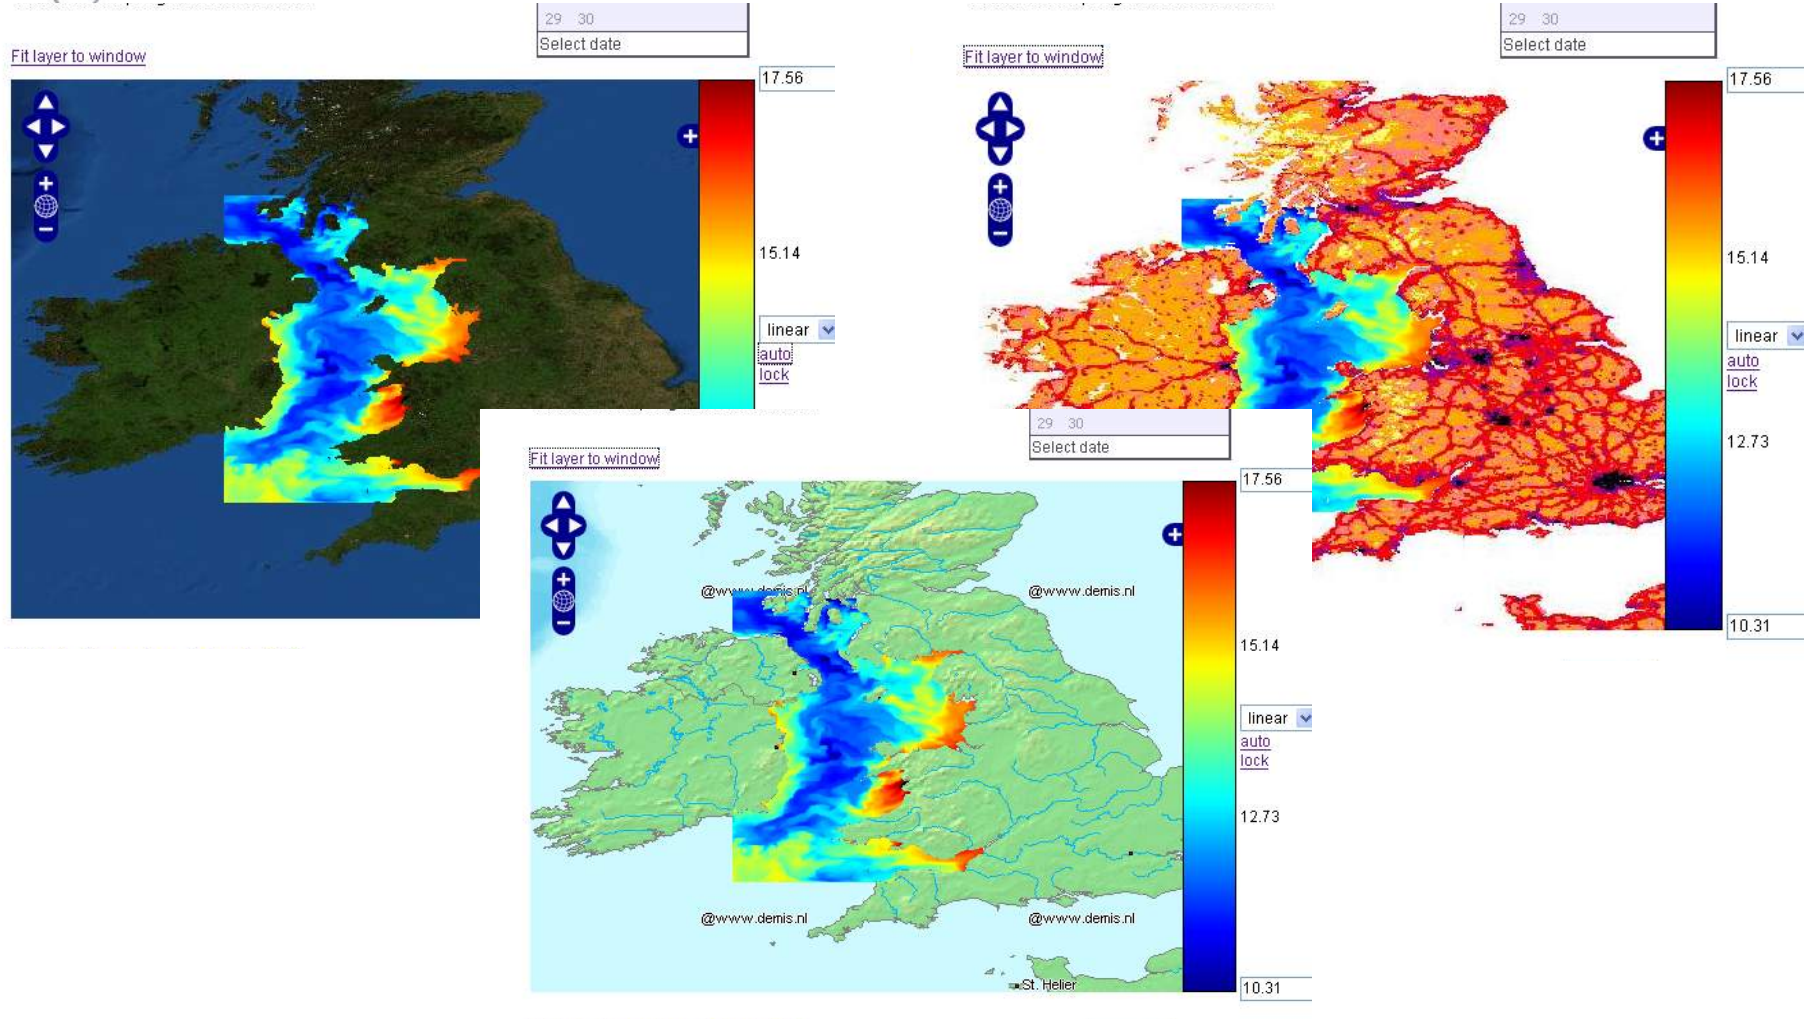 29 30
Select date
Fit layer to window
17.56
15.14
linear
auto
lock
29 30
Select date
Fit layer to window
17.56
15.14
linear
auto
lock
12.73
10.31
29 30
Select date
Fit layer to window
17.56
@www.demis.nl
15.14
linear
auto
lock
12.73
@www.demis.nl @www.demis.nl
St. Helier
10.31